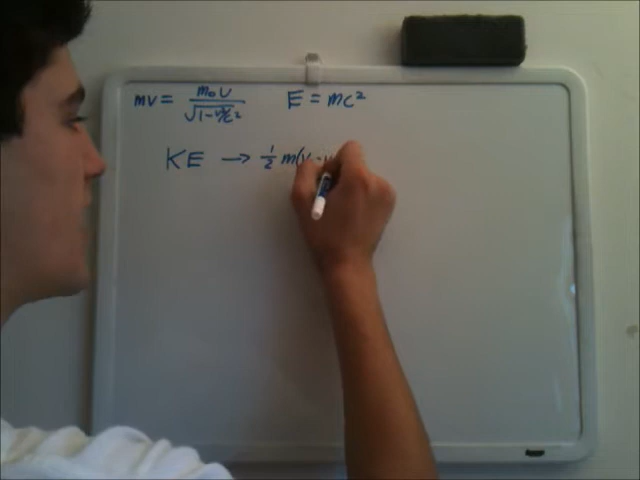 mv = m₀v / √(1-v²/c²) E = mc²
KE → ½ m(v - v